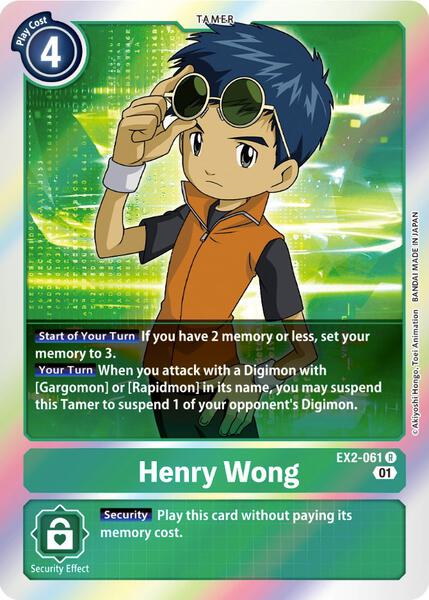 TAMER
Play Cost
4
Start of Your Turn If you have 2 memory or less, set your
memory to 3.
Your Turn When you attack with a Digimon with
[Gargomon] or [Rapidmon] in its name, you may suspend
this Tamer to suspend 1 of your opponent's Digimon.
©Akiyoshi Hongo, Toei Animation BANDAI MADE IN JAPAN
EX2-061 R
Henry Wong
01
Security Play this card without paying its
memory cost.
Security Effect